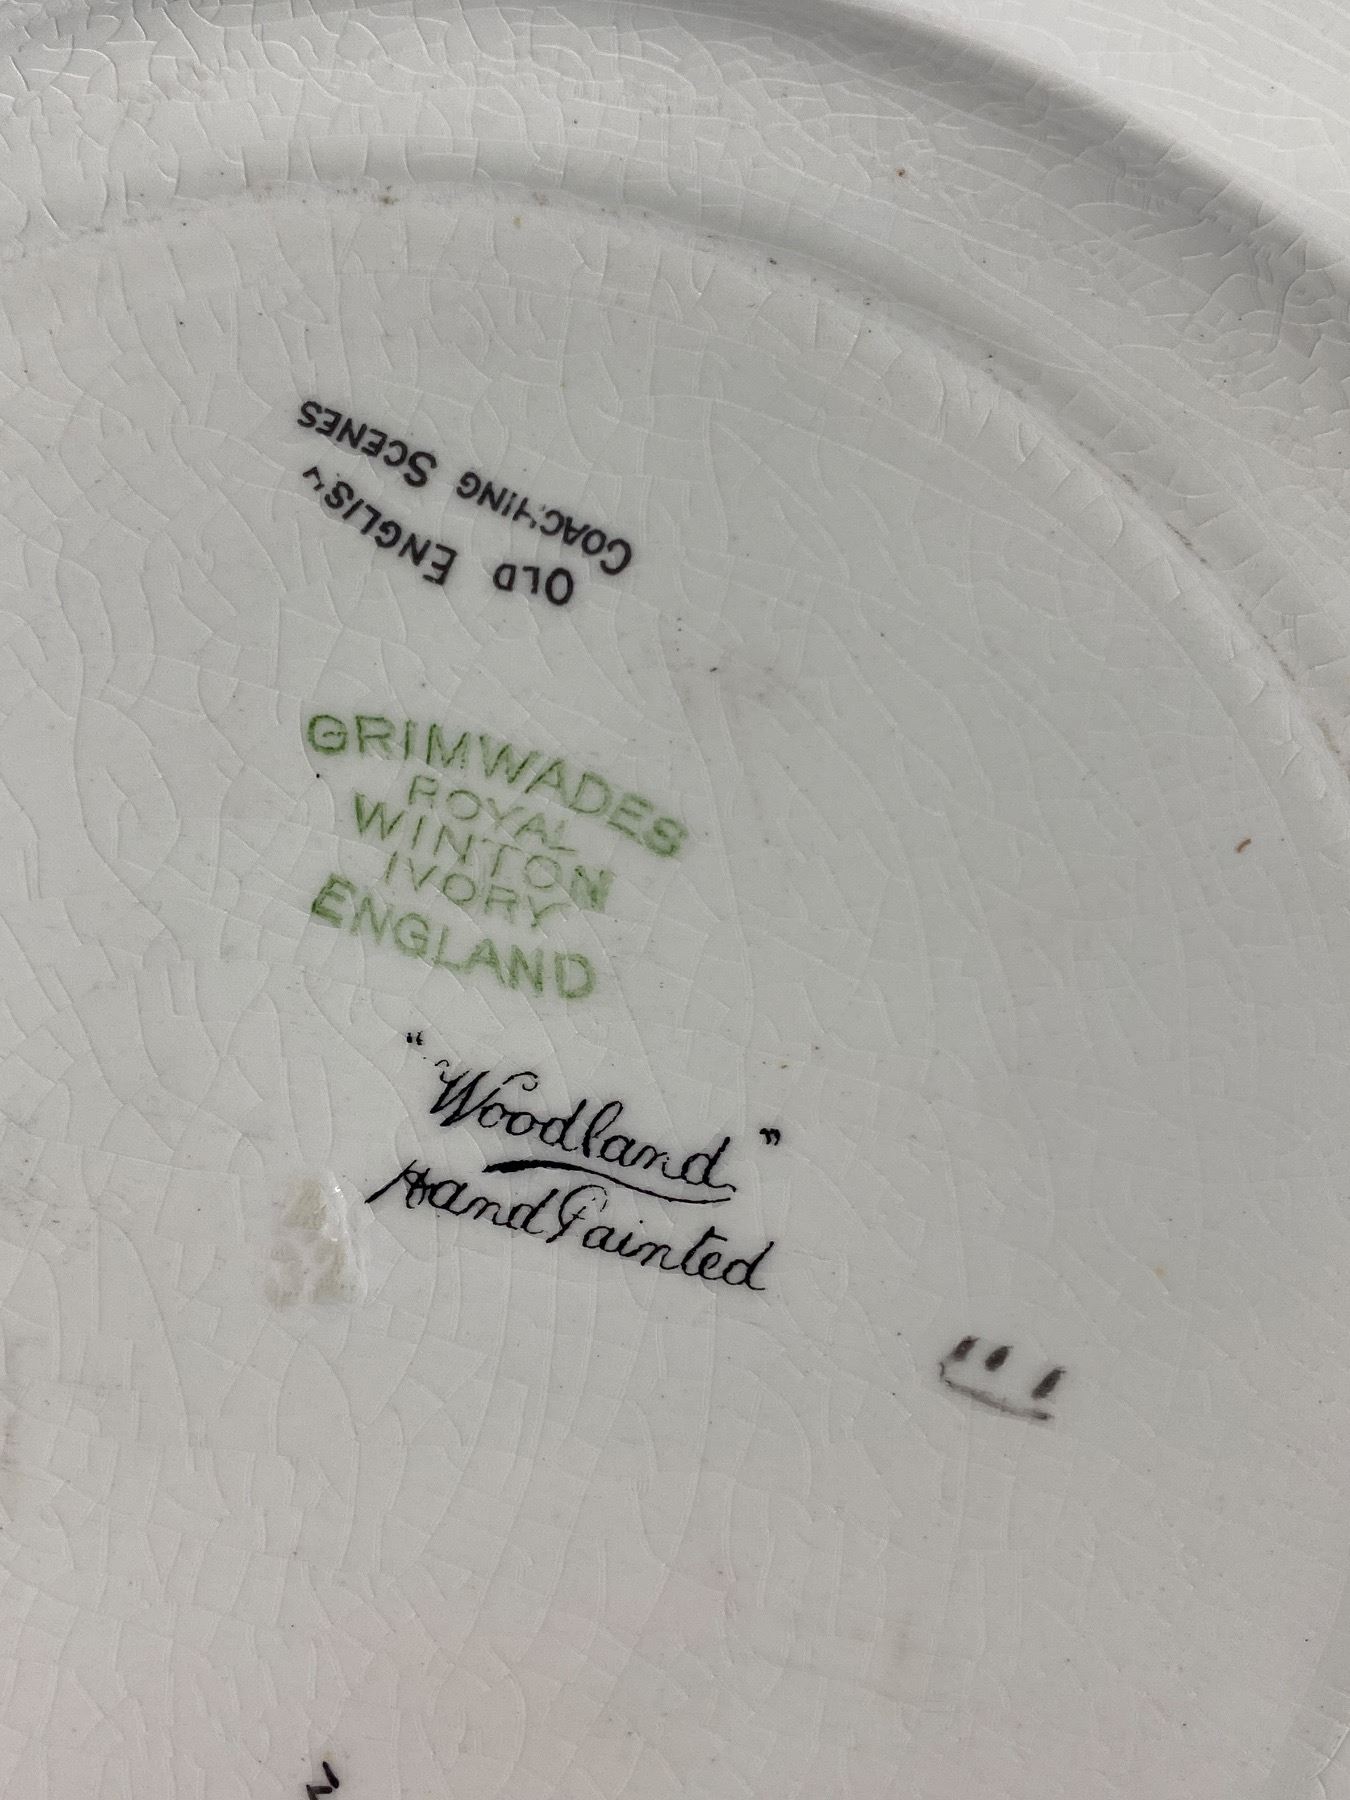 OLD ENGLISH
COACHING SCENES
GRIMWADES
ROYAL
WINTON
IVORY
ENGLAND
"Woodland"
Hand Painted